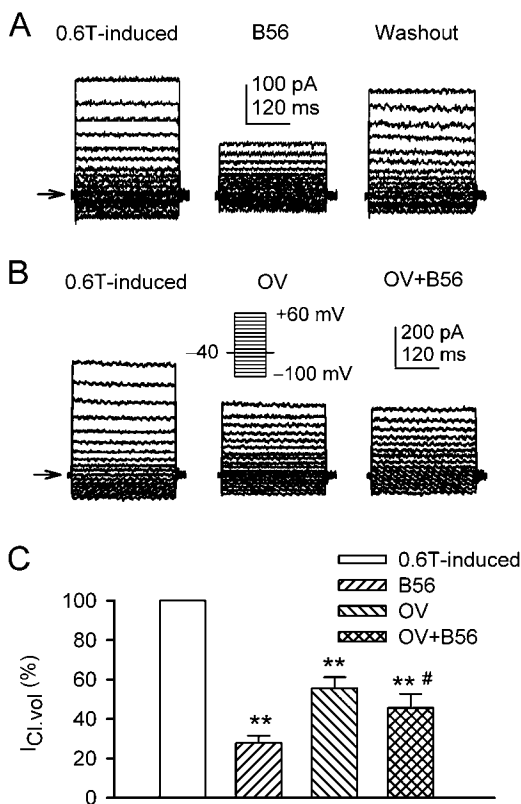 A
0.6T-induced B56 Washout
100 pA
120 ms
B
0.6T-induced OV OV+B56
+60 mV
−40
−100 mV
200 pA
120 ms
C
0.6T-induced
B56
OV
OV+B56
ICl.vol (%)
100
80
60
40
20
0
**
**
** #